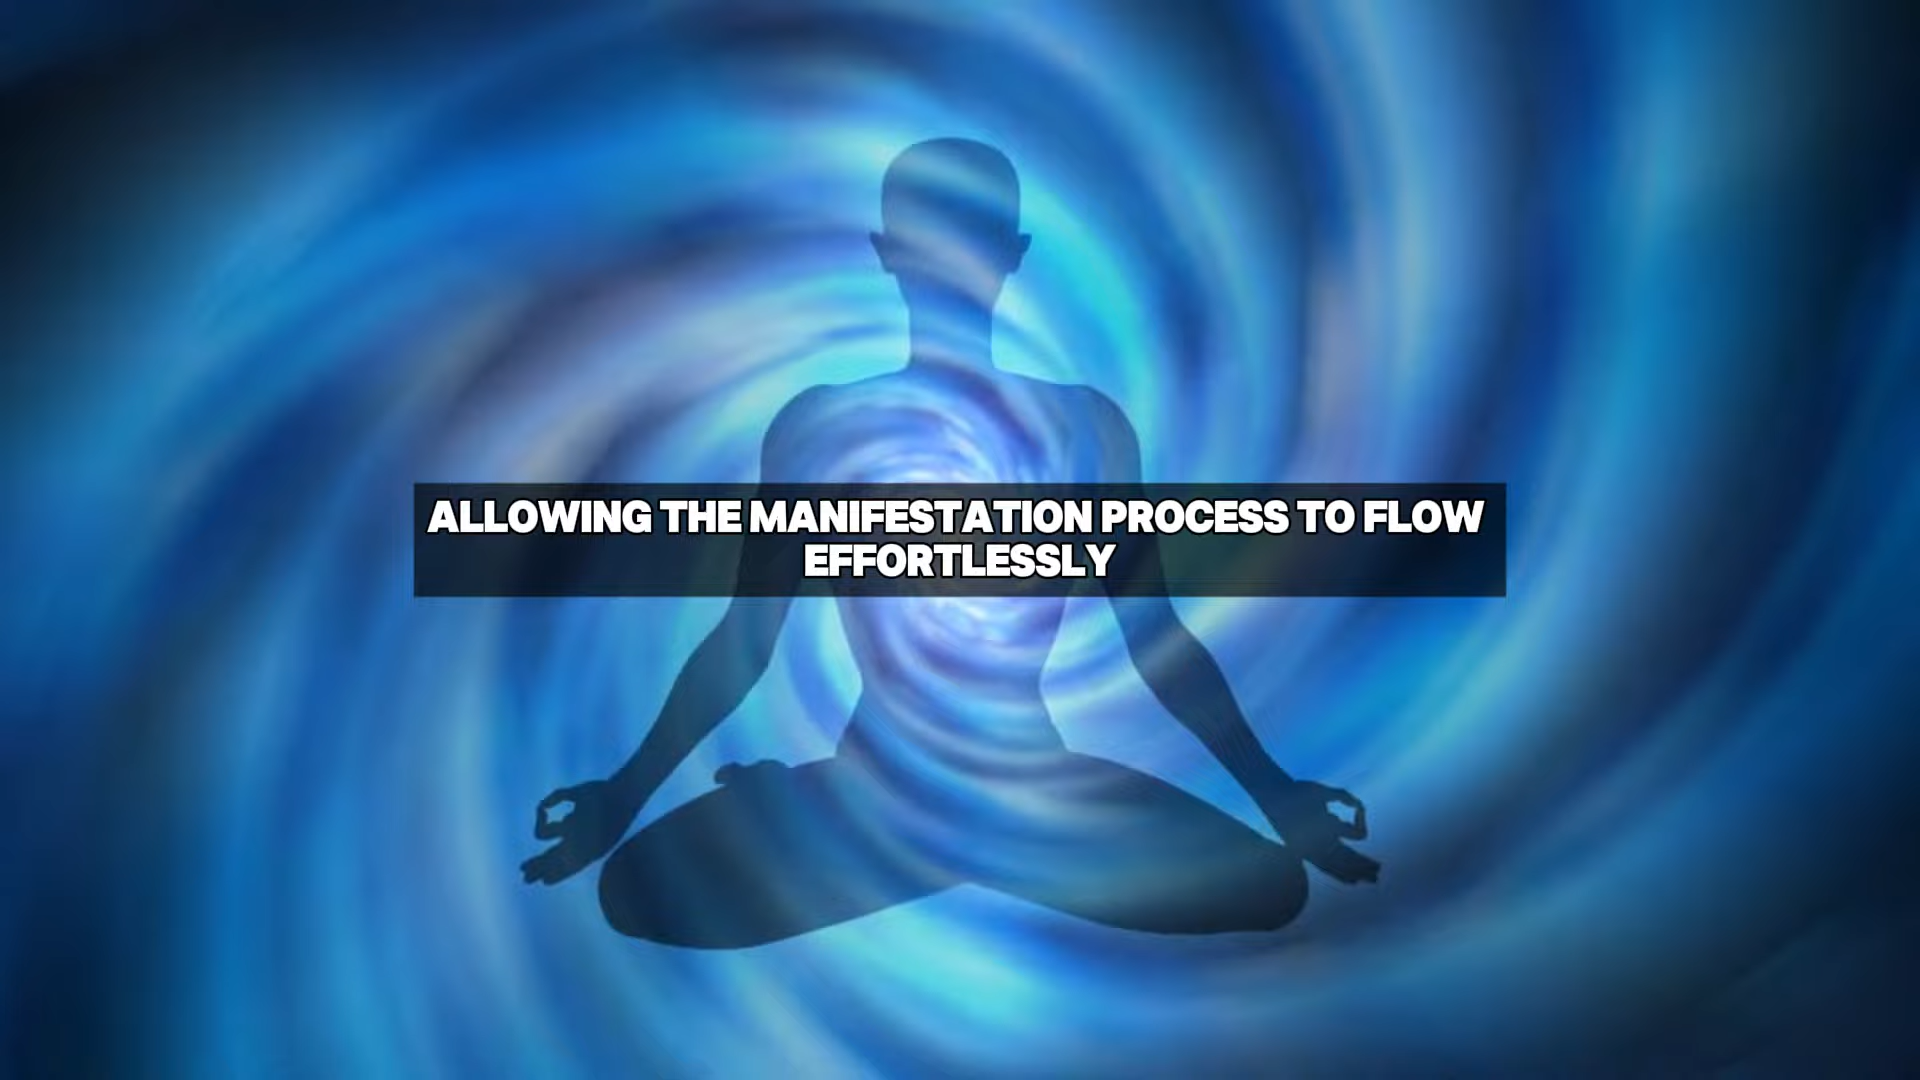 ALLOWING THE MANIFESTATION PROCESS TO FLOW
EFFORTLESSLY